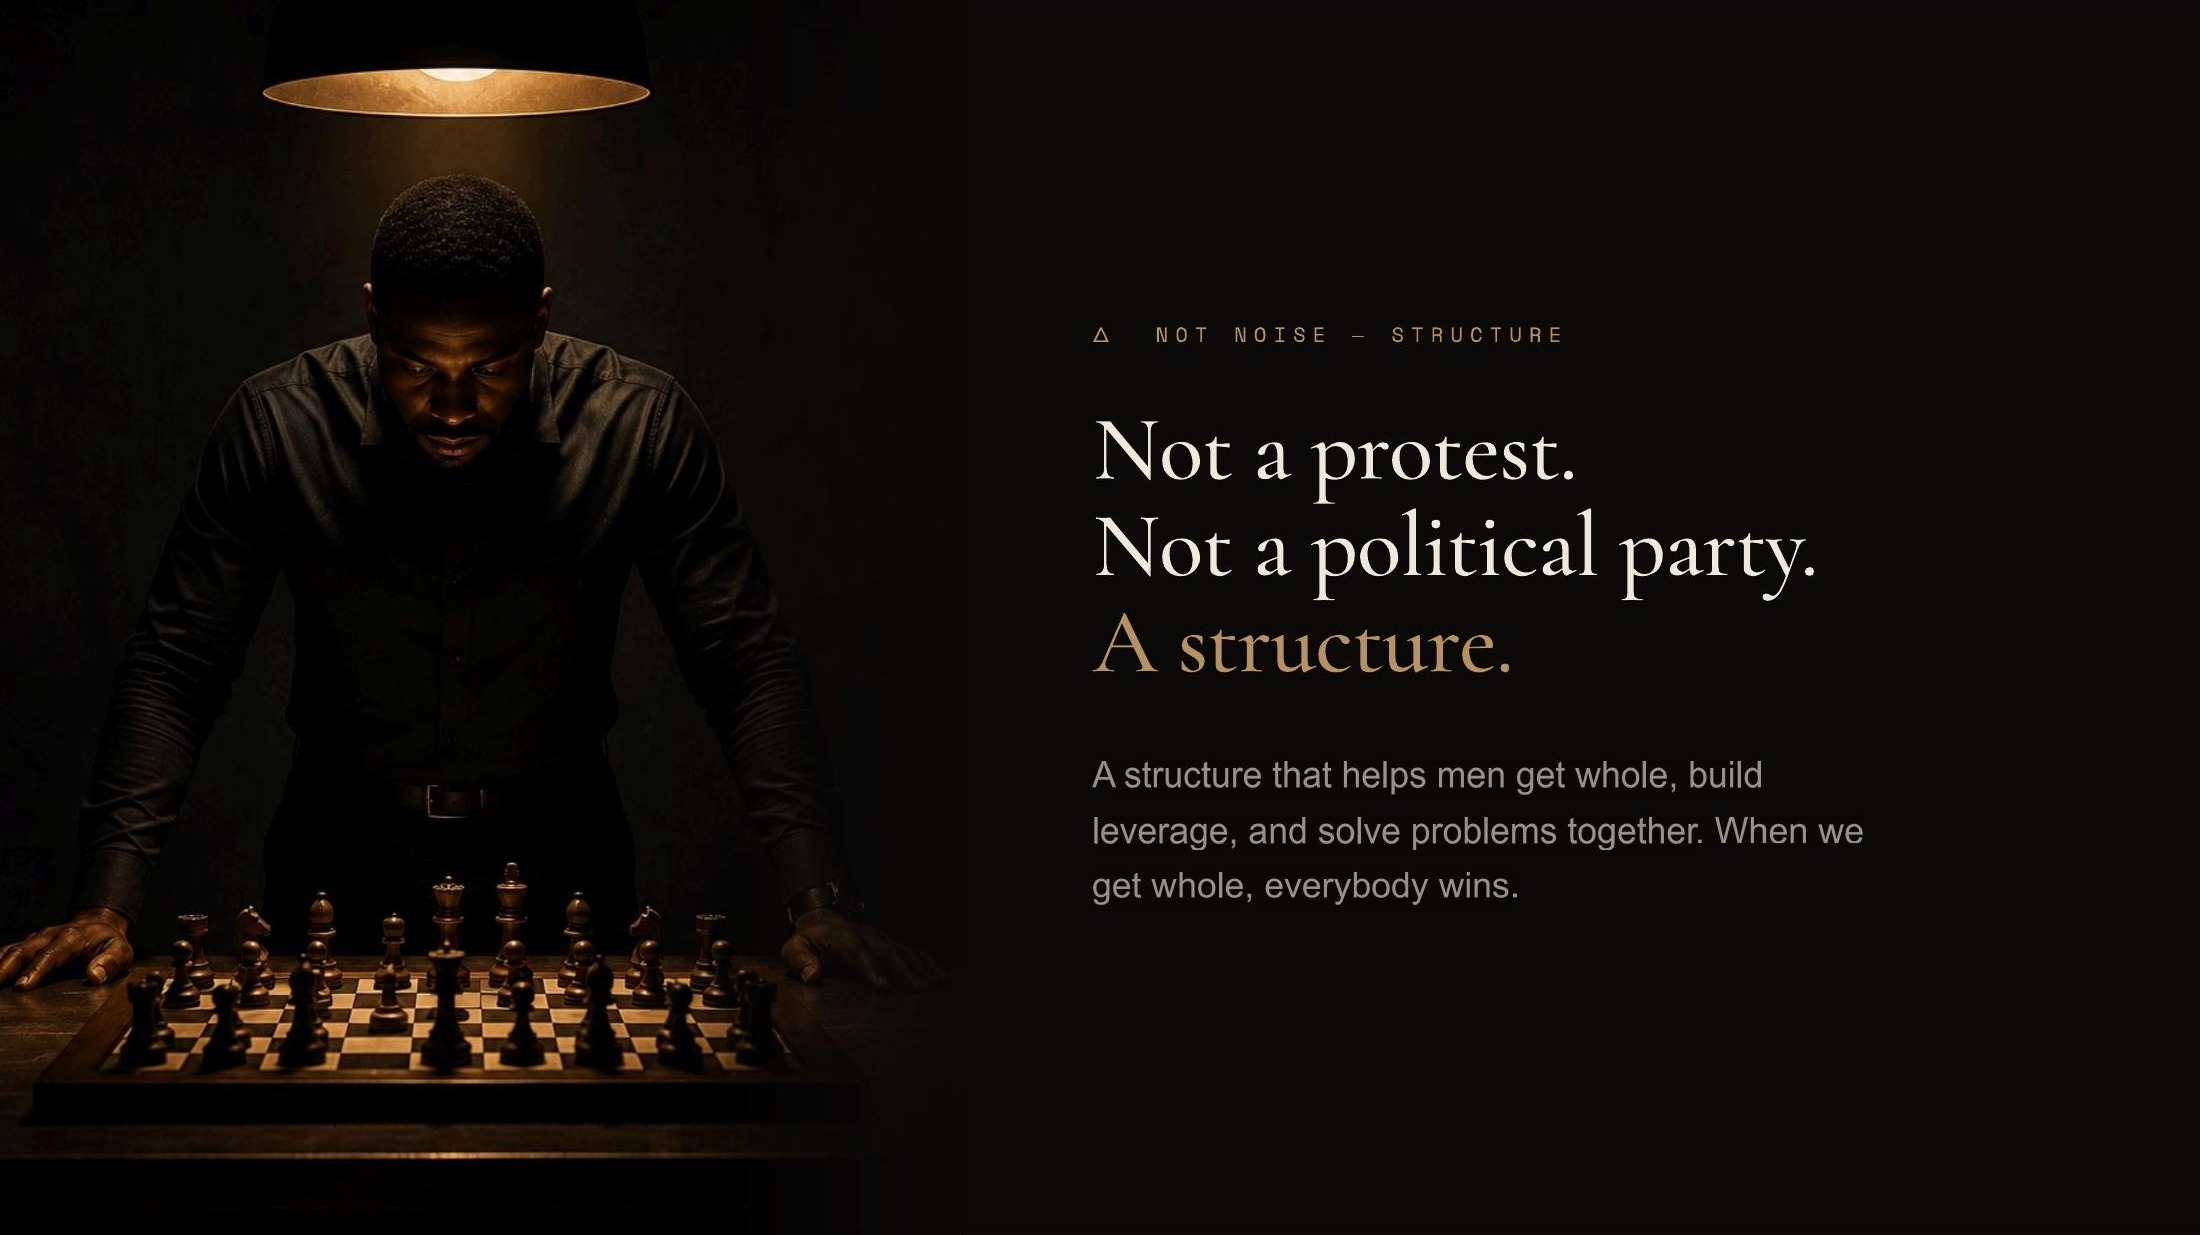 △ NOT NOISE — STRUCTURE
Not a protest.
Not a political party.
A structure.
A structure that helps men get whole, build
leverage, and solve problems together. When we
get whole, everybody wins.